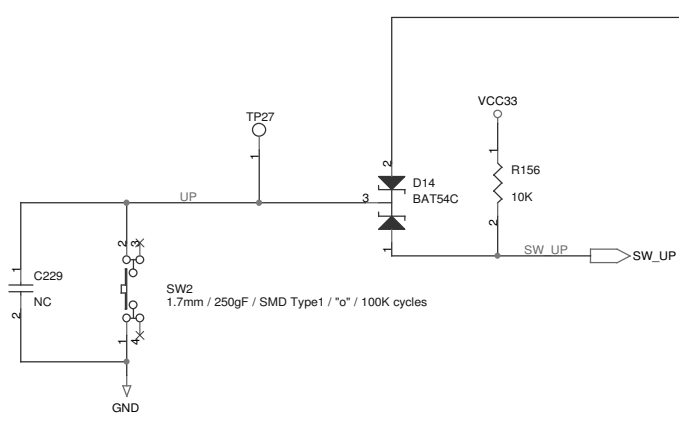 TP27
1
VCC33
1
R156
10K
2
2
D14
3
BAT54C
1
UP
SW_UP
SW_UP
2
3
1
C229
NC
2
SW2
1.7mm / 250gF / SMD Type1 / "o" / 100K cycles
1
4
GND